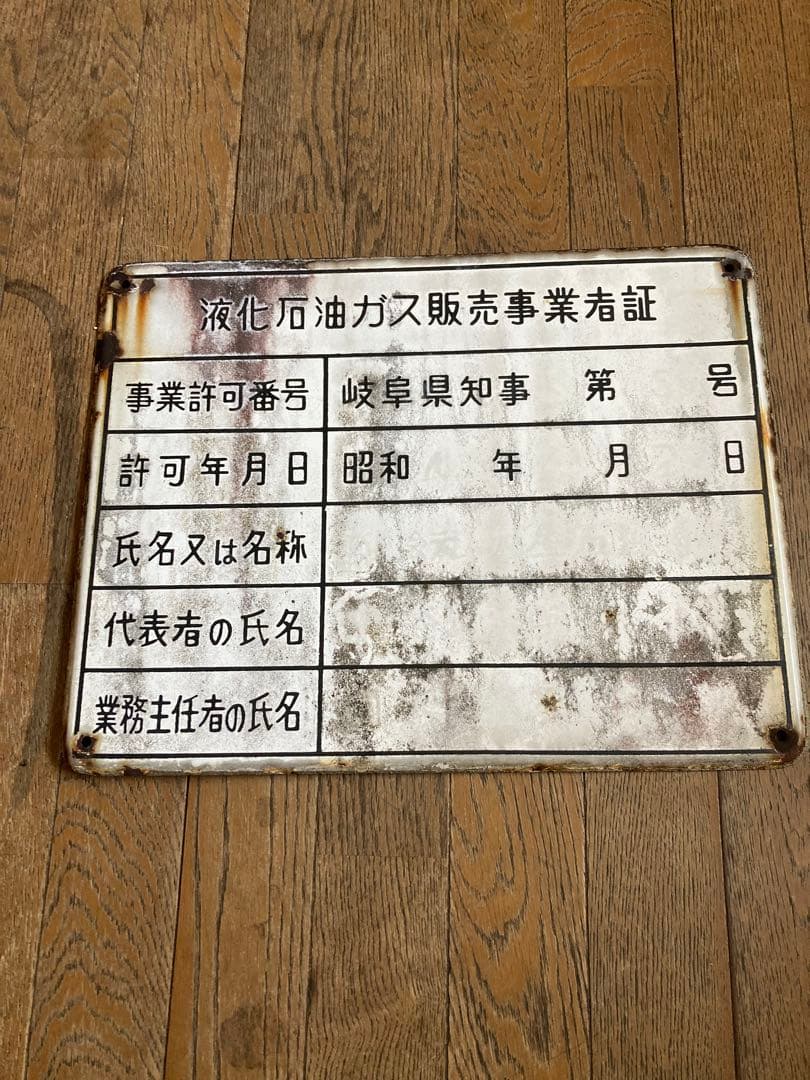 液化石油ガス販売事業者証
事業許可番号 岐阜県知事 第 号
許可年月日 昭和 年 月 日
氏名又は名称
代表者の氏名
業務主任者の氏名